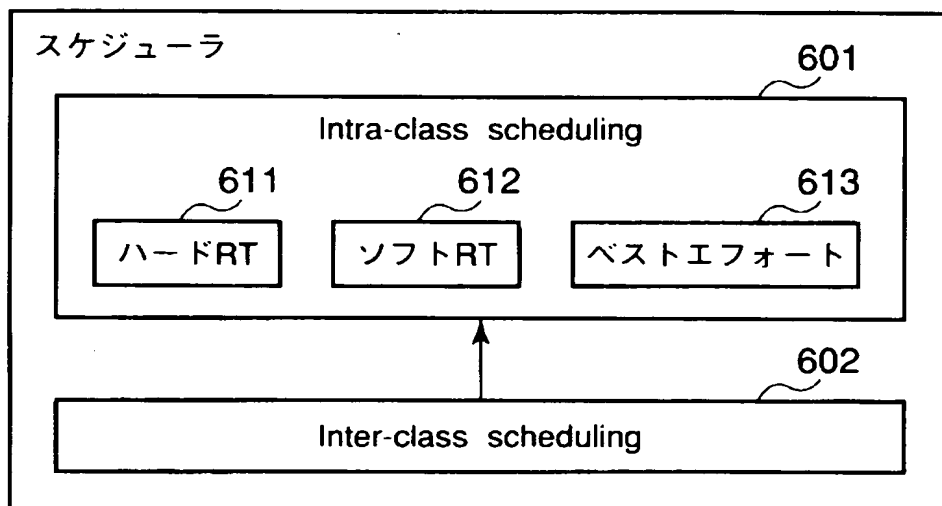 スケジューラ
601
Intra-class scheduling
611
612
613
ハードRT
ソフトRT
ベストエフォート
602
Inter-class scheduling